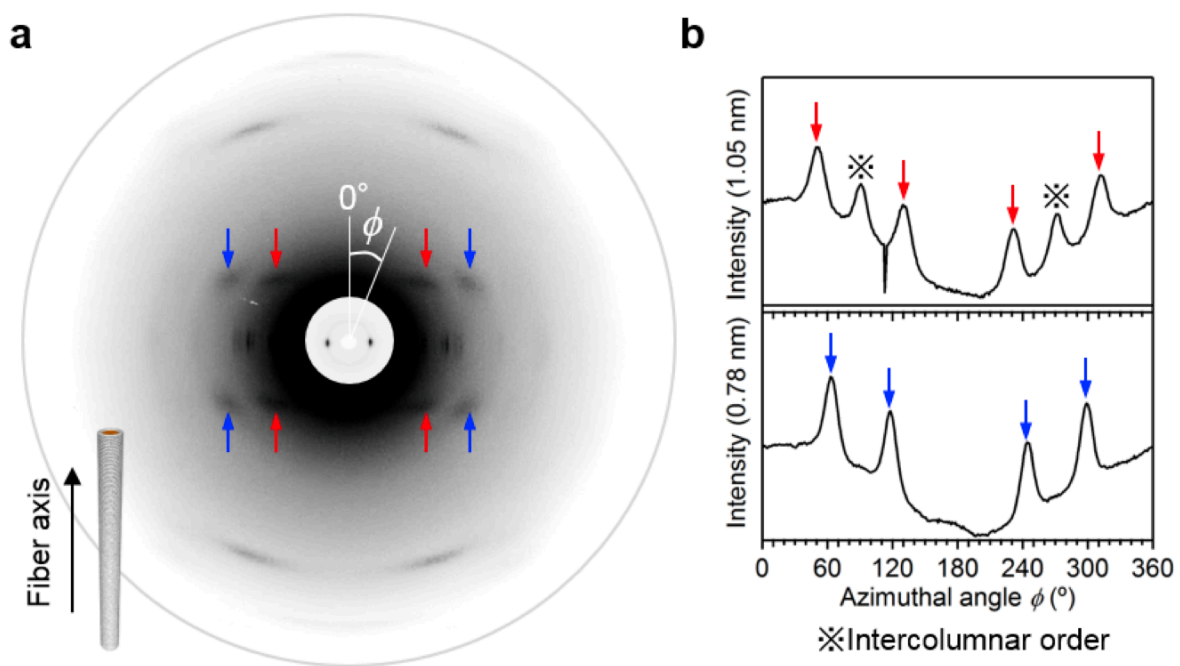 a
0°
ϕ
Fiber axis
b
Intensity (1.05 nm)
※
※
Intensity (0.78 nm)
0 60 120 180 240 300 360
Azimuthal angle ϕ (º)
※Intercolumnar order